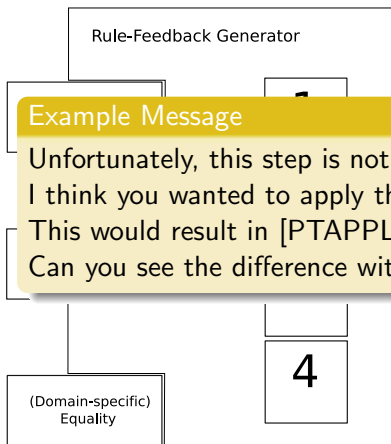 Rule-Feedback Generator
Example Message
Unfortunately, this step is not
I think you wanted to apply th
This would result in [PTAPPL
Can you see the difference wit
4
(Domain-specific)
Equality